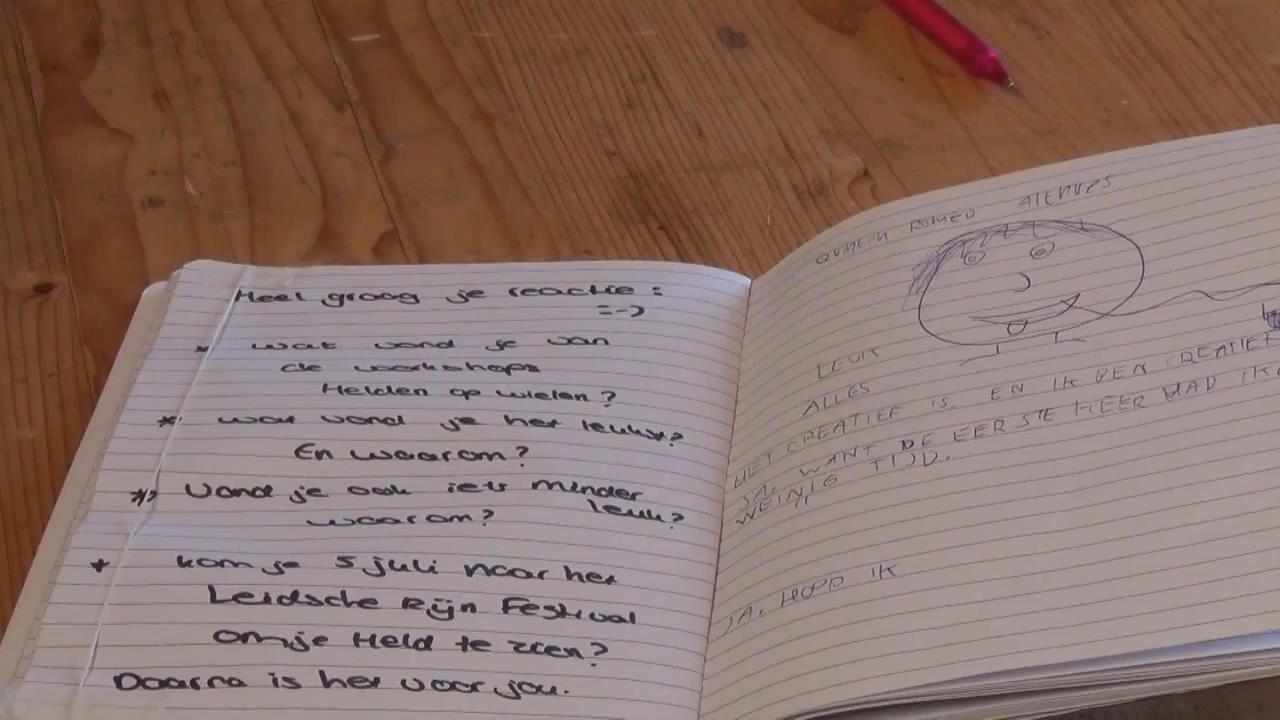 Heel graag je reactie:
=-)
* wat vond je van
de workshops
Helden op wielen?
* wat vond je het leukst?
En waarom?
* Vond je ook iets minder
leuk?
waarom?
* kom je 5 juli naar het
Leidsche Rijn Festival
om je Held te zien?
Daarna is het voor jou.
ROMEO
LEUK
ALLES
HET CREATIEF IS. EN IK BEN CREATIEF
JA, WANT DE EERSTE KEER HAD IK
WEINIG TIJD.
JA, HOOP IK